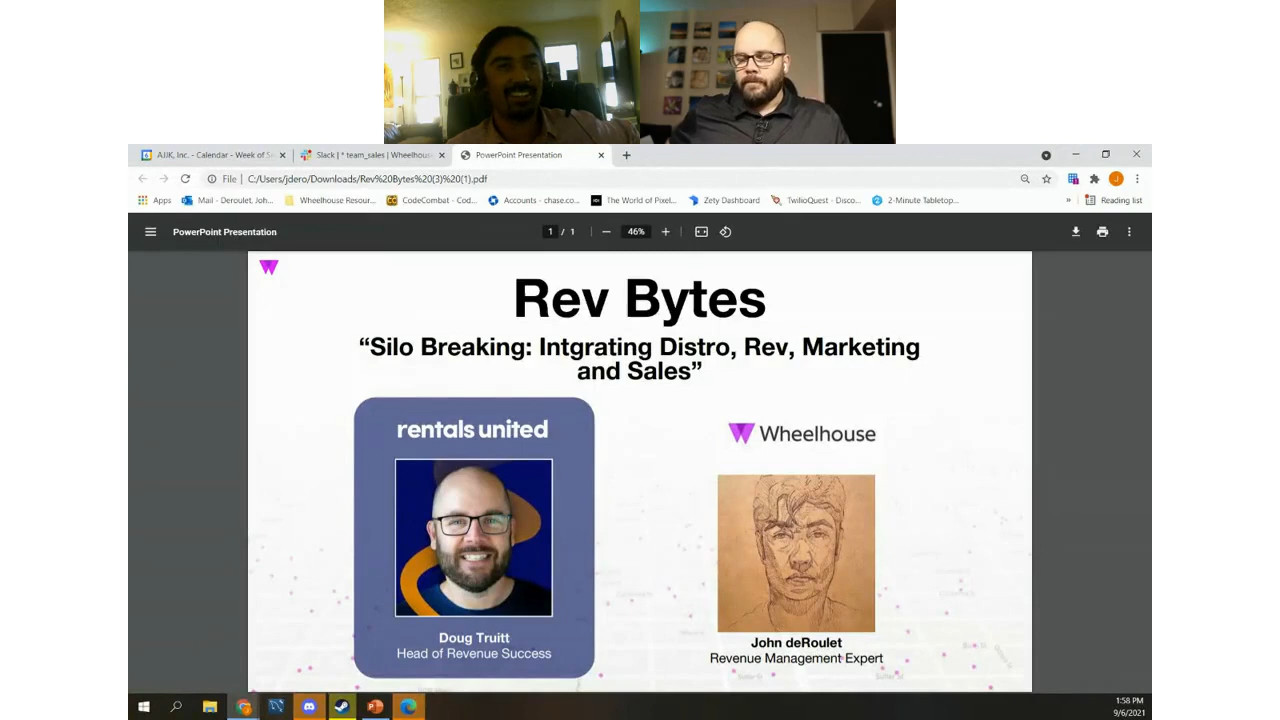 AJJK, Inc. - Calendar - Week of Se
Slack | * team_sales | Wheelhouse
PowerPoint Presentation
File | C:/Users/jdero/Downloads/Rev%20Bytes%20(3)%20(1).pdf
Apps Mail - Deroulet, Joh... Wheelhouse Resour... CodeCombat - Cod... Accounts - chase.co... The World of Pixel... Zety Dashboard TwilioQuest - Disco... 2-Minute Tabletop... » Reading list
PowerPoint Presentation 1 / 1 46%
Rev Bytes
“Silo Breaking: Intgrating Distro, Rev, Marketing
and Sales”
rentals united
Wheelhouse
Doug Truitt
Head of Revenue Success
John deRoulet
Revenue Management Expert
1:58 PM
9/6/2021